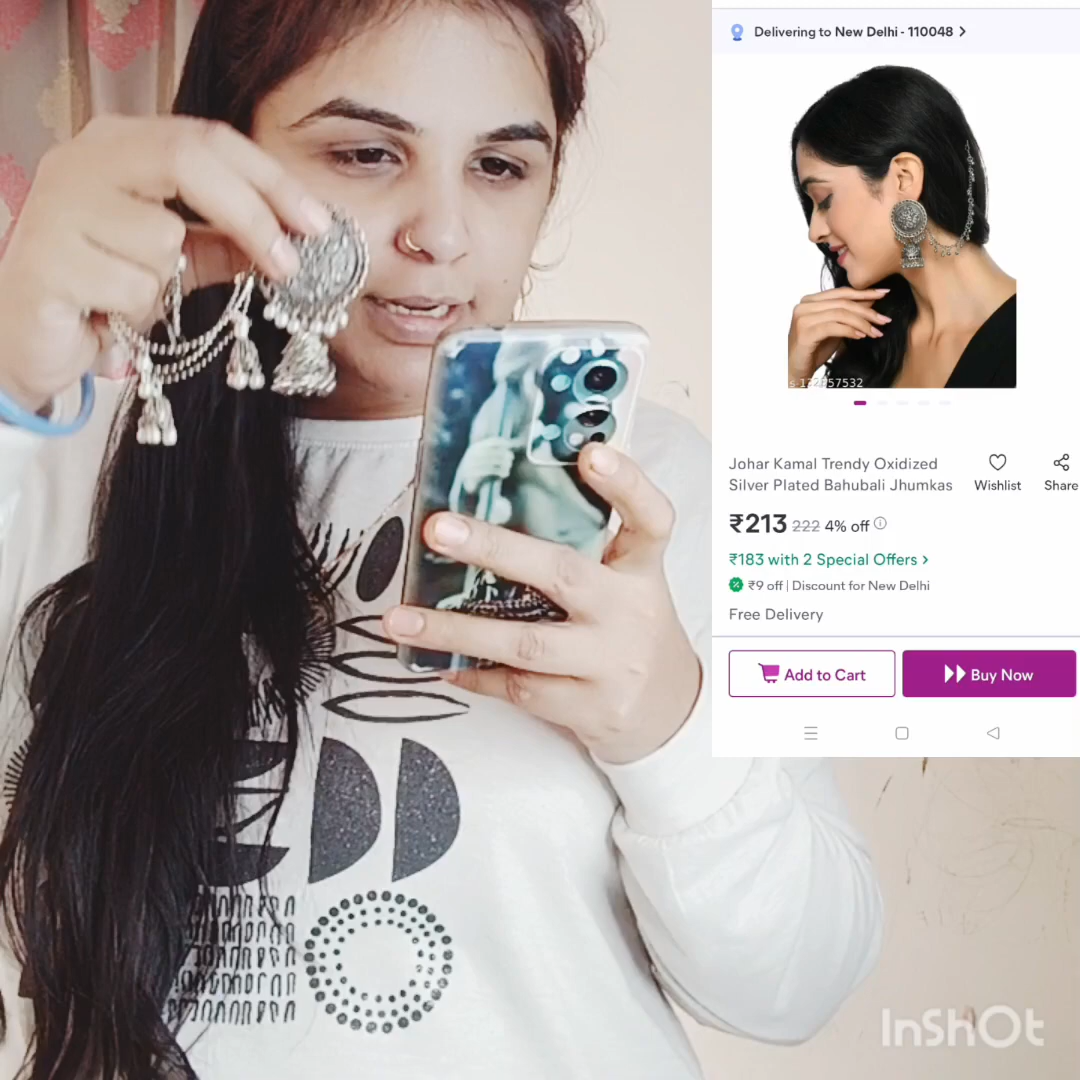 Delivering to New Delhi - 110048
s-132857532
Johar Kamal Trendy Oxidized
Silver Plated Bahubali Jhumkas
Wishlist
Share
₹213 222 4% off
₹183 with 2 Special Offers
₹9 off | Discount for New Delhi
Free Delivery
Add to Cart
Buy Now
InShOt